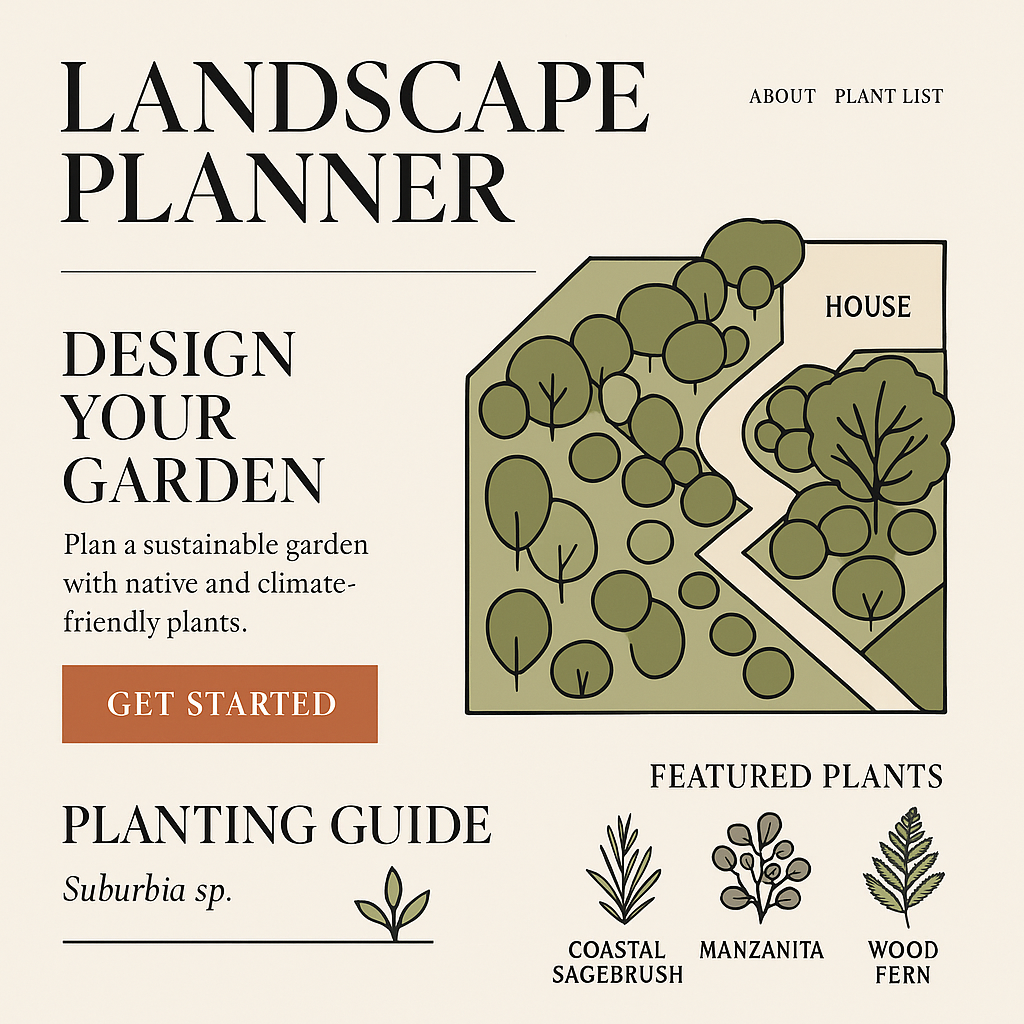 LANDSCAPE
PLANNER
ABOUT PLANT LIST
HOUSE
DESIGN
YOUR
GARDEN
Plan a sustainable garden
with native and climate-
friendly plants.
GET STARTED
PLANTING GUIDE
Suburbia sp.
FEATURED PLANTS
COASTAL
SAGEBRUSH
MANZANITA
WOOD
FERN